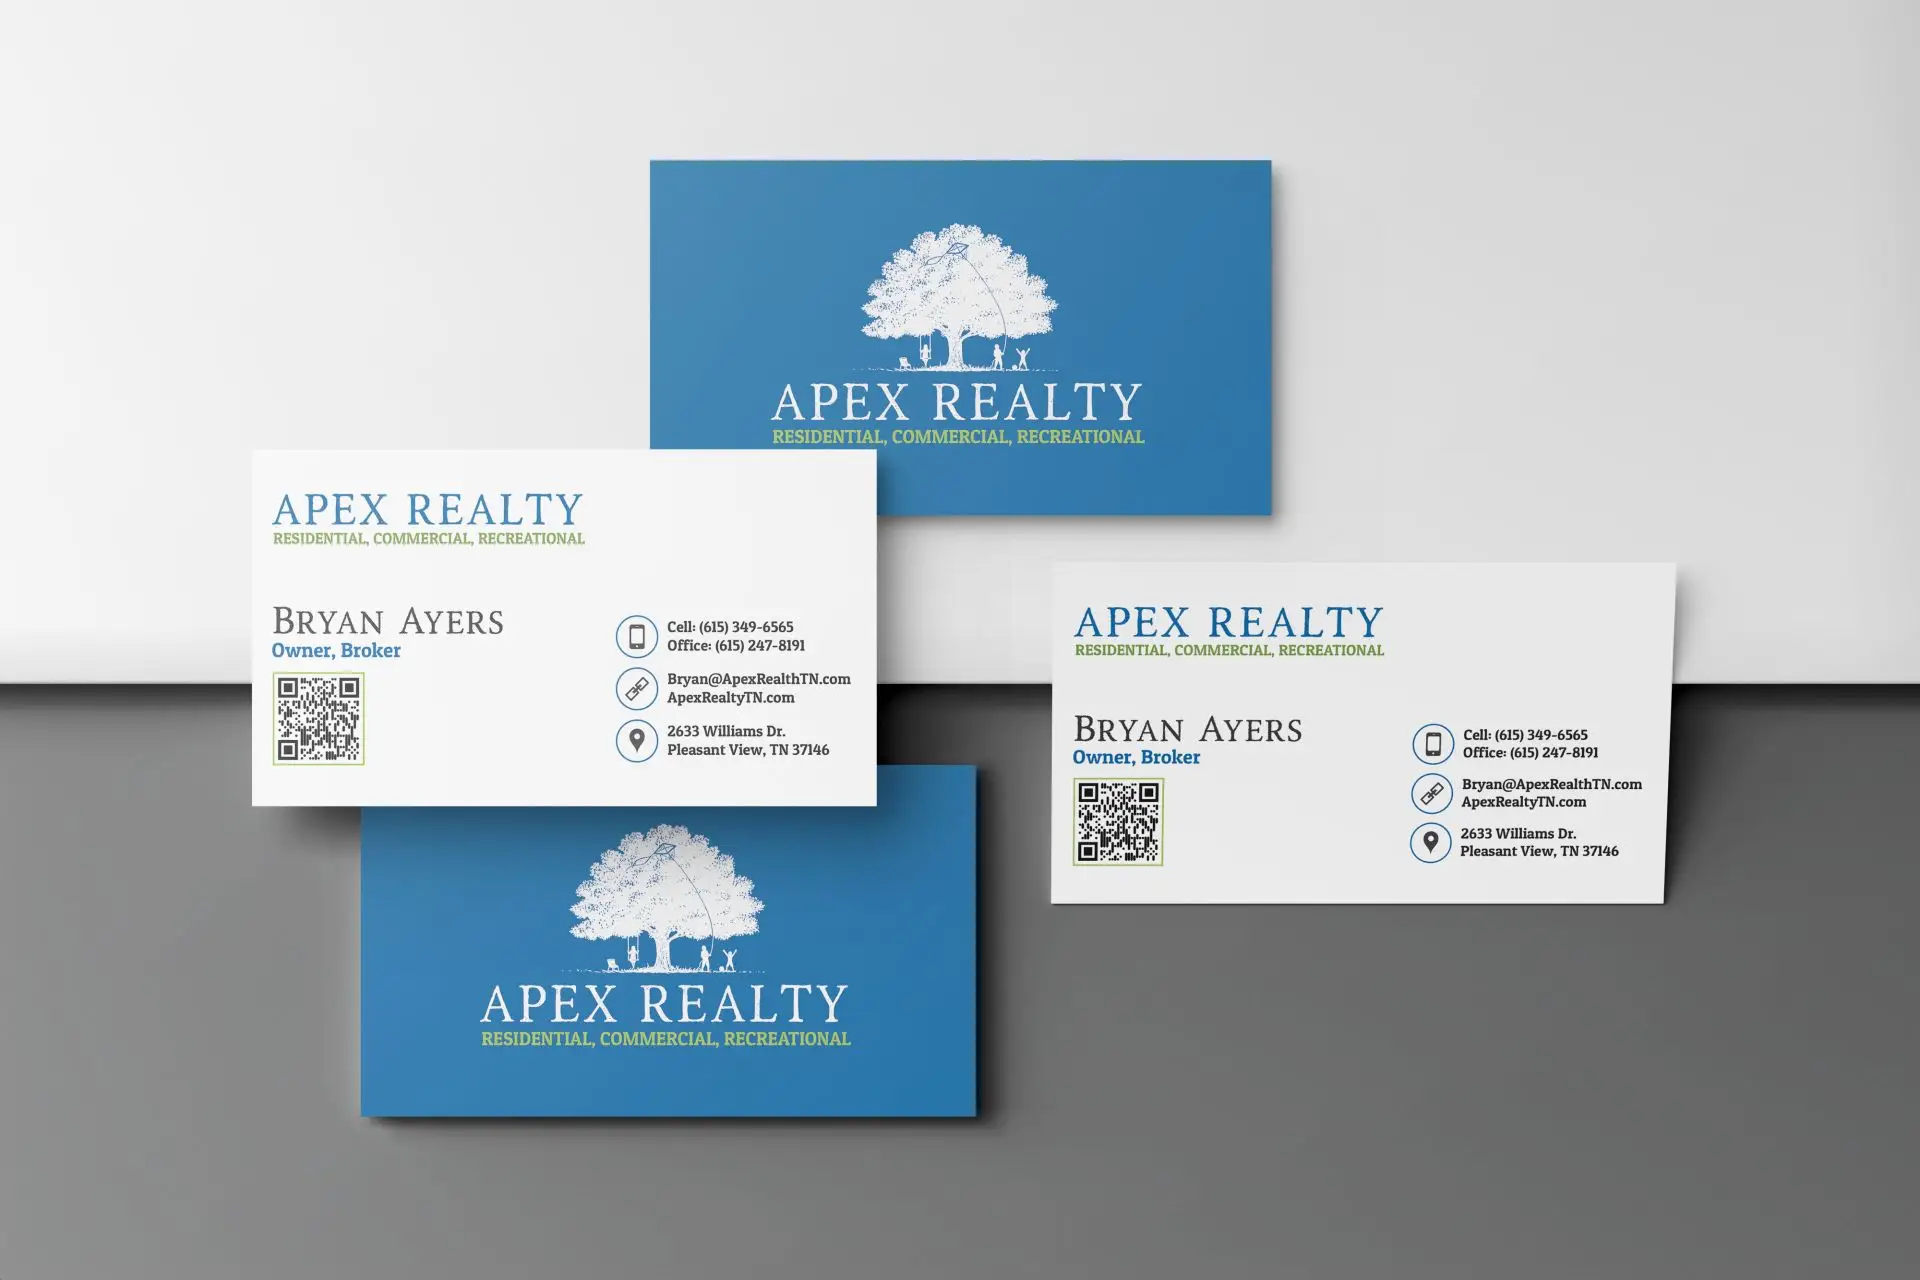 APEX REALTY
RESIDENTIAL, COMMERCIAL, RECREATIONAL
APEX REALTY
RESIDENTIAL, COMMERCIAL, RECREATIONAL
BRYAN AYERS
Owner, Broker
Cell: (615) 349-6565
Office: (615) 247-8191
Bryan@ApexRealthTN.com
ApexRealtyTN.com
2633 Williams Dr.
Pleasant View, TN 37146
APEX REALTY
RESIDENTIAL, COMMERCIAL, RECREATIONAL
BRYAN AYERS
Owner, Broker
Cell: (615) 349-6565
Office: (615) 247-8191
Bryan@ApexRealthTN.com
ApexRealtyTN.com
2633 Williams Dr.
Pleasant View, TN 37146
APEX REALTY
RESIDENTIAL, COMMERCIAL, RECREATIONAL